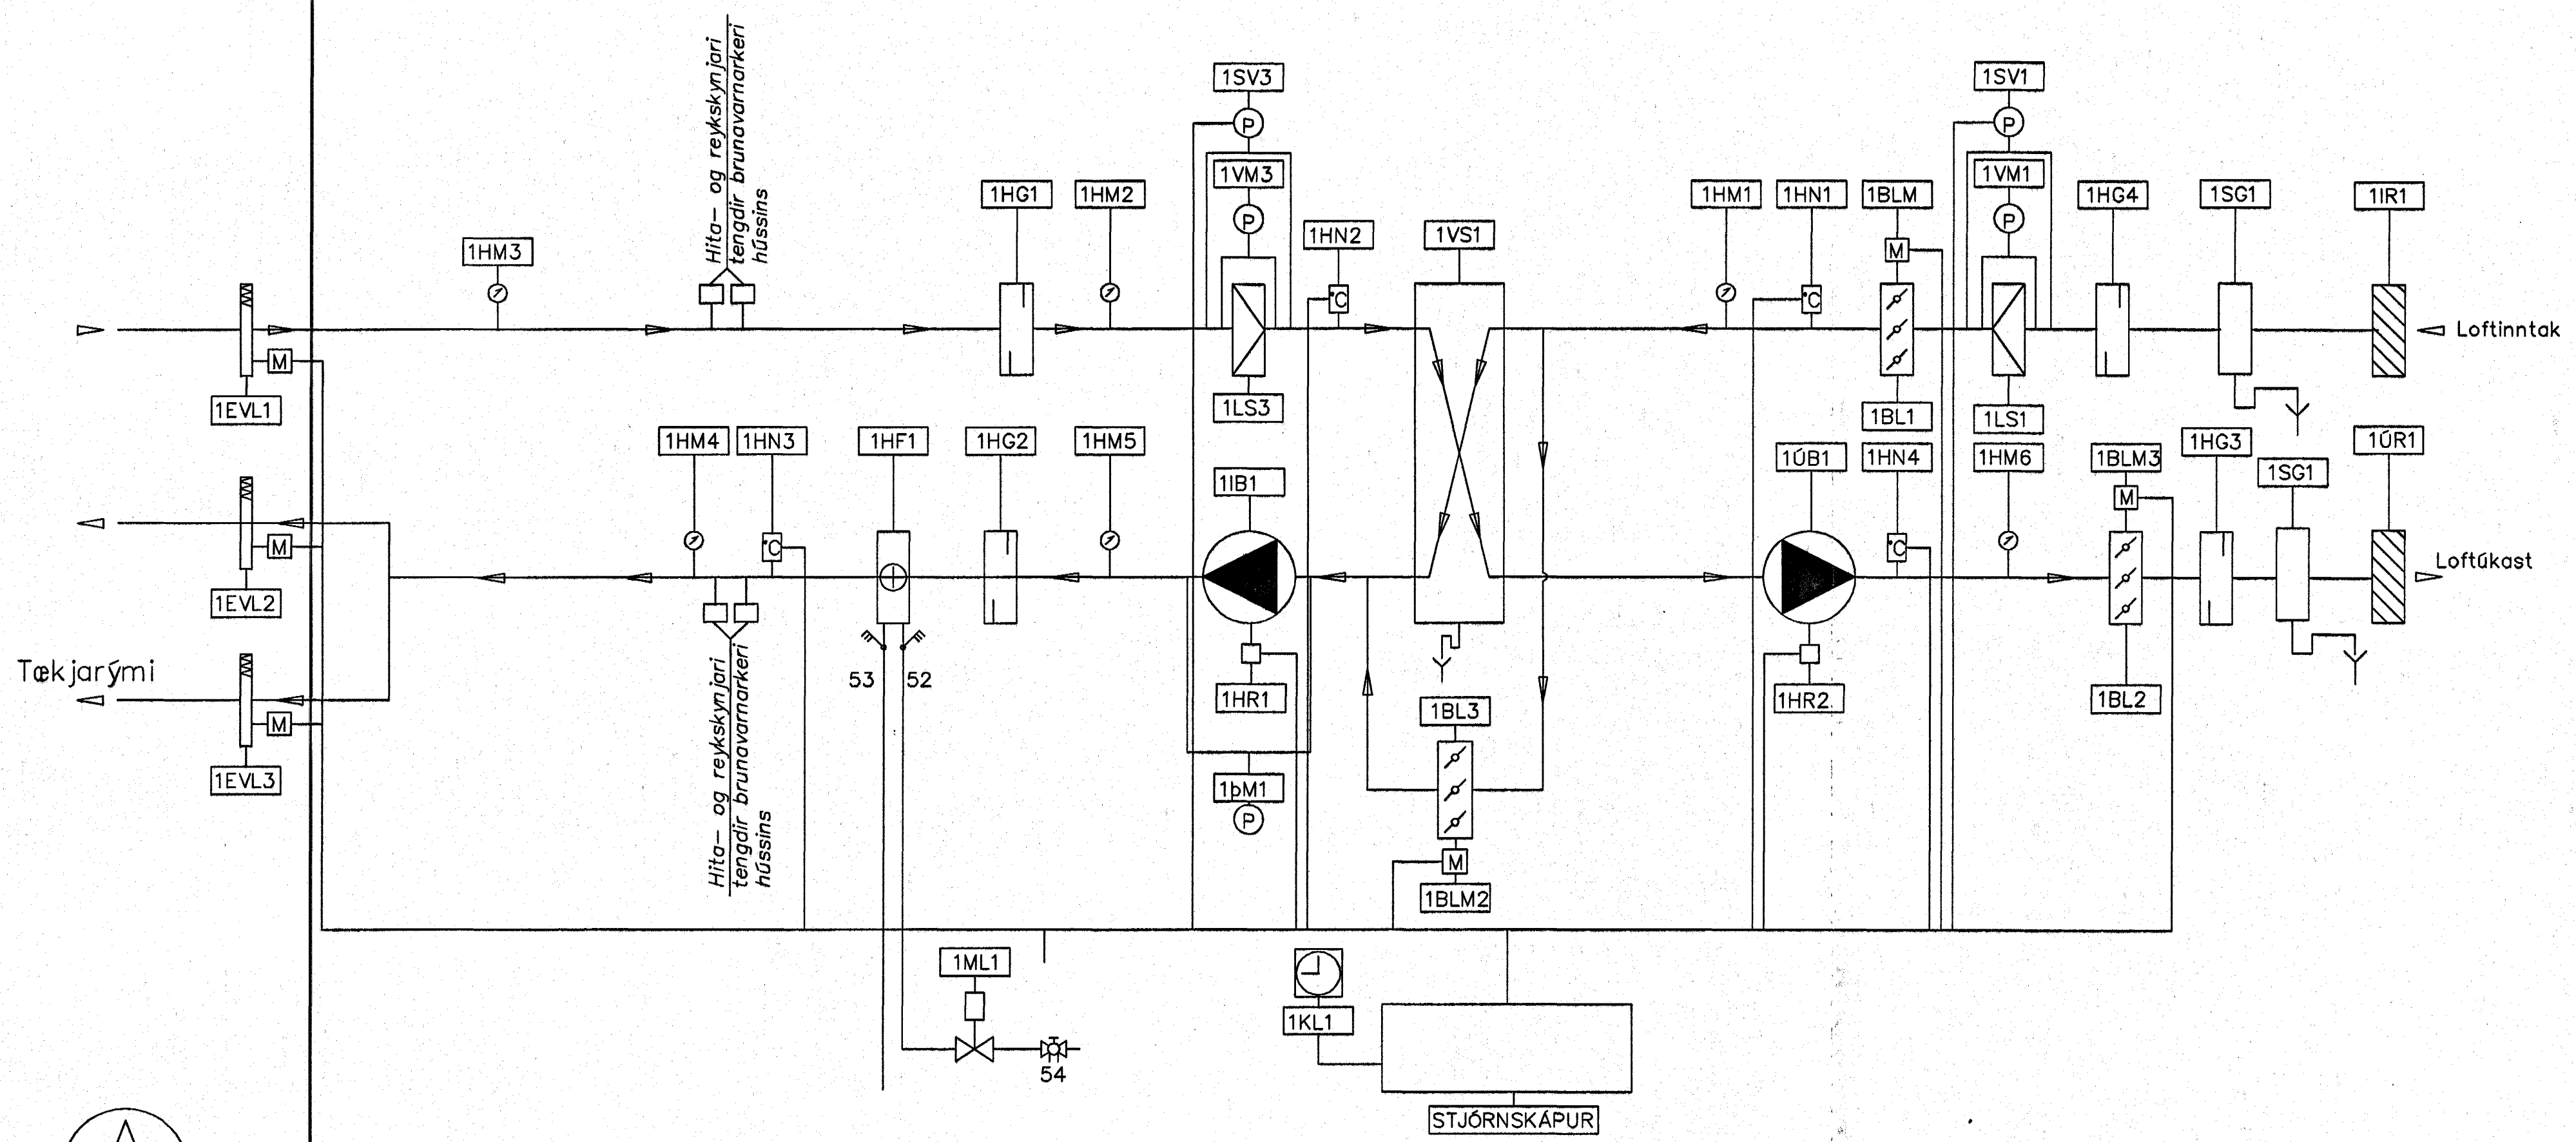 Hita- og reykskynjari
tengdir brunavarnarkeri
hússins
1SV3
P
1VM3
P
1SV1
P
1VM1
P
1HM3
1HG1
1HM2
1HN2
°C
1VS1
1HM1
1HN1
°C
1BLM
M
1HG4
1SG1
1IR1
Loftinntak
M
1EVL1
1LS3
1BL1
1LS1
1HM4
1HN3
°C
1HF1
1HG2
1HM5
1IB1
1ÚB1
1HN4
°C
1HM6
1BLM3
M
1HG3
1SG1
1ÚR1
Loftúkast
M
1EVL2
Tækjarými
M
1EVL3
53
52
Hita- og reykskynjari
tengdir brunavarnarkeri
hússins
1HR1
1BL3
1HR2
1BL2
1þM1
P
M
1BLM2
1ML1
54
1KL1
STJÓRNSKÁPUR